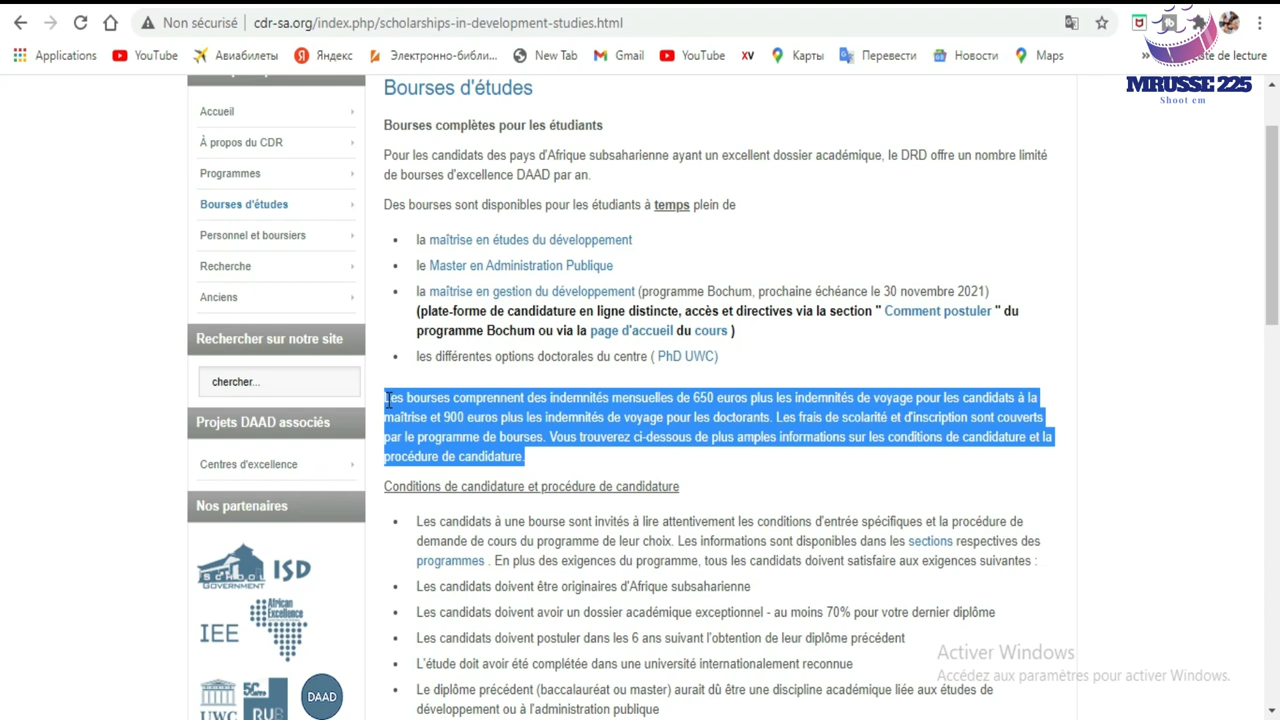 Non sécurisé
cdr-sa.org/index.php/scholarships-in-development-studies.html
Applications
YouTube
Авиабилеты
Яндекс
Электронно-библи...
New Tab
Gmail
YouTube
XV
Карты
Перевести
Новости
Maps
»
te de lecture
MRUSSE 225
Shoot em
Accueil
À propos du CDR
Programmes
Bourses d'études
Personnel et boursiers
Recherche
Anciens
Rechercher sur notre site
chercher...
Projets DAAD associés
Centres d'excellence
Nos partenaires
SCHOOL
GOVERNMENT
ISD
IEE
African
Excellence
UWC
RUB
DAAD
Bourses d'études
Bourses complètes pour les étudiants
Pour les candidats des pays d'Afrique subsaharienne ayant un excellent dossier académique, le DRD offre un nombre limité
de bourses d'excellence DAAD par an.
Des bourses sont disponibles pour les étudiants à temps plein de
• la maîtrise en études du développement
• le Master en Administration Publique
• la maîtrise en gestion du développement (programme Bochum, prochaine échéance le 30 novembre 2021)
(plate-forme de candidature en ligne distincte, accès et directives via la section " Comment postuler " du
programme Bochum ou via la page d'accueil du cours )
• les différentes options doctorales du centre ( PhD UWC)
Les bourses comprennent des indemnités mensuelles de 650 euros plus les indemnités de voyage pour les candidats à la
maîtrise et 900 euros plus les indemnités de voyage pour les doctorants. Les frais de scolarité et d'inscription sont couverts
par le programme de bourses. Vous trouverez ci-dessous de plus amples informations sur les conditions de candidature et la
procédure de candidature.
Conditions de candidature et procédure de candidature
• Les candidats à une bourse sont invités à lire attentivement les conditions d'entrée spécifiques et la procédure de
demande de cours du programme de leur choix. Les informations sont disponibles dans les sections respectives des
programmes . En plus des exigences du programme, tous les candidats doivent satisfaire aux exigences suivantes :
• Les candidats doivent être originaires d'Afrique subsaharienne
• Les candidats doivent avoir un dossier académique exceptionnel - au moins 70% pour votre dernier diplôme
• Les candidats doivent postuler dans les 6 ans suivant l'obtention de leur diplôme précédent
• L'étude doit avoir été complétée dans une université internationalement reconnue
• Le diplôme précédent (baccalauréat ou master) aurait dû être une discipline académique liée aux études de
développement ou à l'administration publique
Activer Windows
Accédez aux paramètres pour activer Windows.